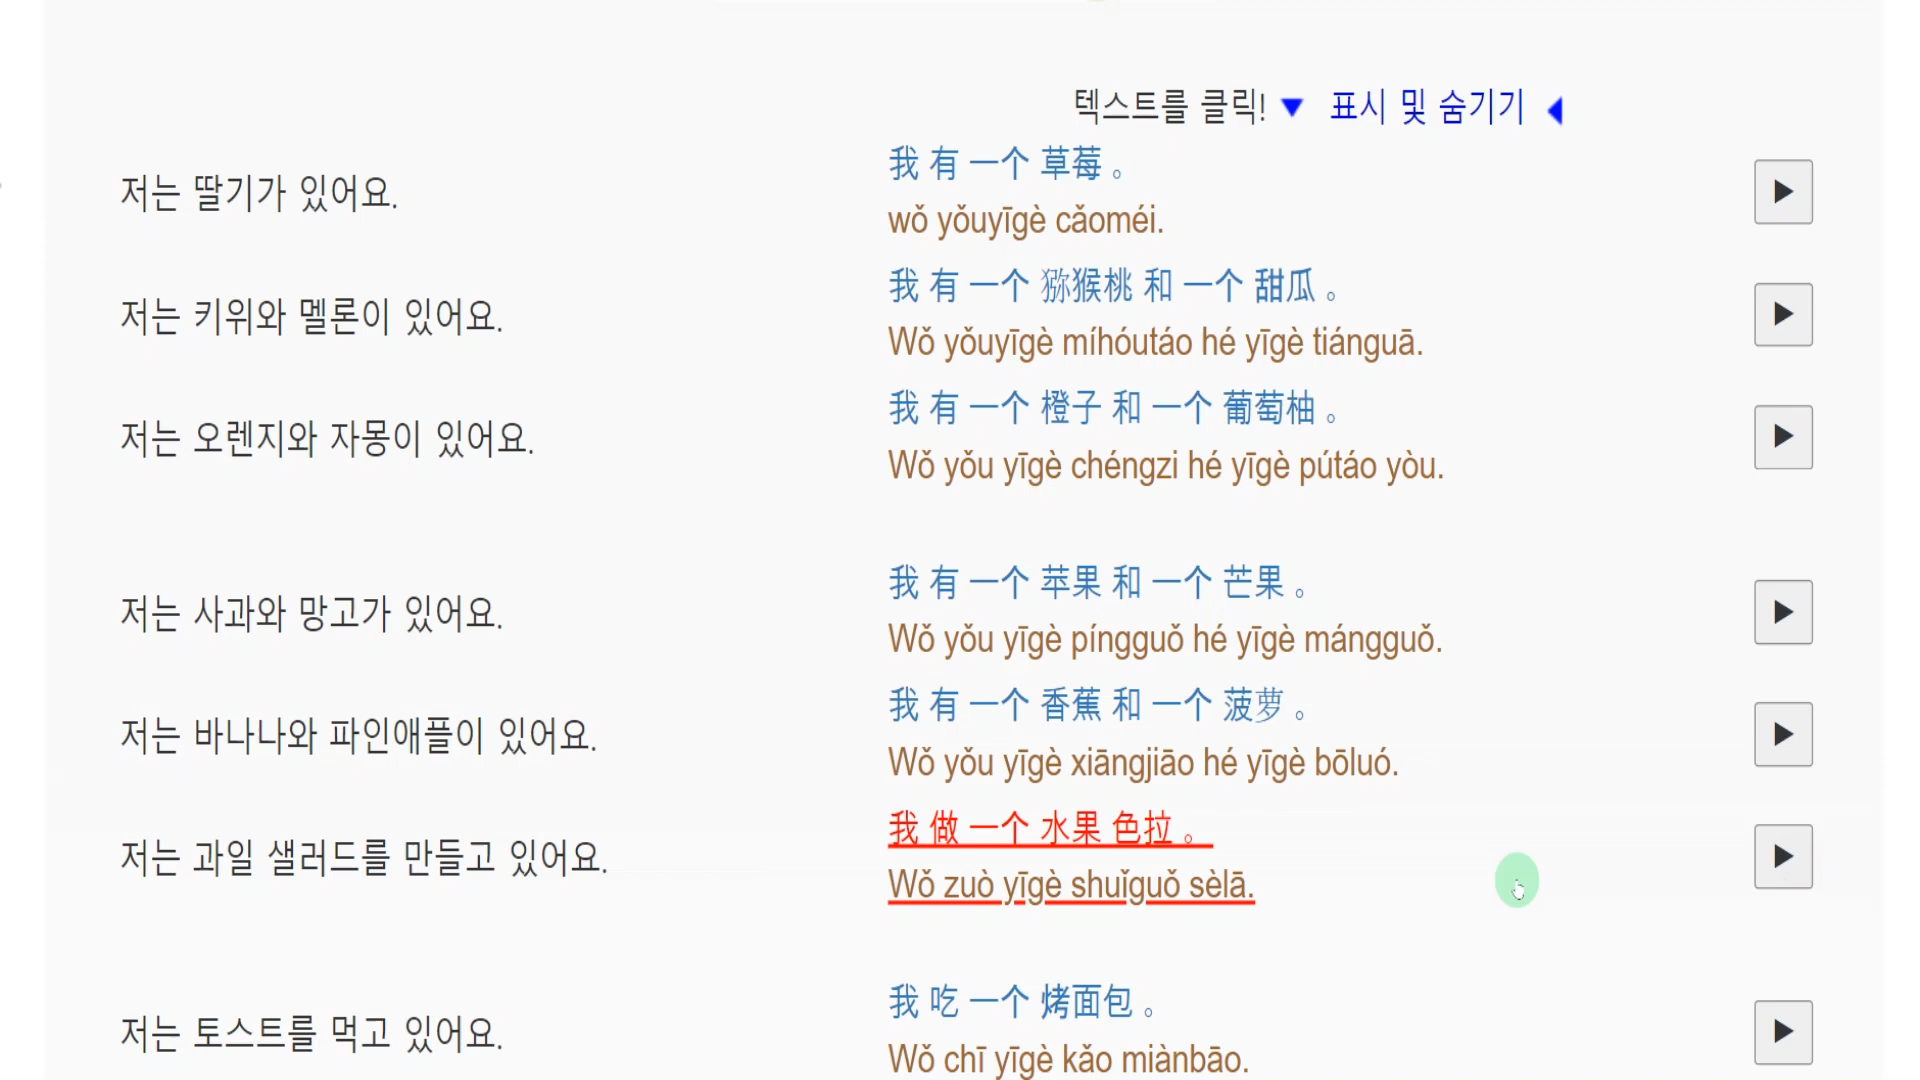 텍스트를 클릭! ▼ 표시 및 숨기기 ◀
저는 딸기가 있어요.
我 有 一个 草莓 。
wǒ yǒuyīgè cǎoméi.
저는 키위와 멜론이 있어요.
我 有 一个 猕猴桃 和 一个 甜瓜 。
Wǒ yǒuyīgè míhóutáo hé yīgè tiánguā.
저는 오렌지와 자몽이 있어요.
我 有 一个 橙子 和 一个 葡萄柚 。
Wǒ yǒu yīgè chéngzi hé yīgè pútáo yòu.
저는 사과와 망고가 있어요.
我 有 一个 苹果 和 一个 芒果 。
Wǒ yǒu yīgè píngguǒ hé yīgè mángguǒ.
저는 바나나와 파인애플이 있어요.
我 有 一个 香蕉 和 一个 菠萝 。
Wǒ yǒu yīgè xiāngjiāo hé yīgè bōluó.
저는 과일 샐러드를 만들고 있어요.
我 做 一个 水果 色拉 。
Wǒ zuò yīgè shuǐguǒ sèlā.
저는 토스트를 먹고 있어요.
我 吃 一个 烤面包 。
Wǒ chī yīgè kǎo miànbāo.